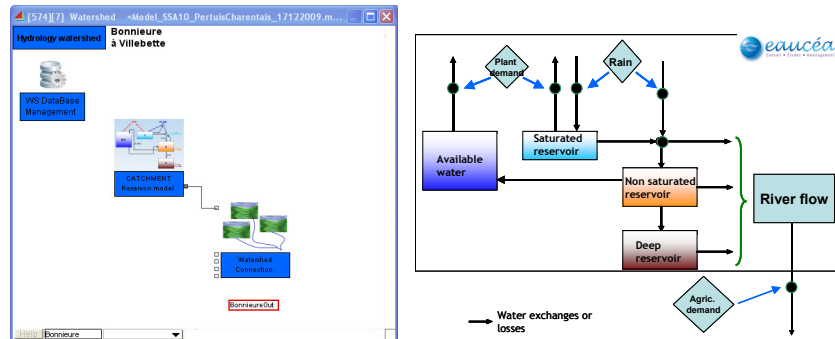 [574][7] Watershed <Model_SSA10_PertuisCharentais_17122009.m...
Hydrology watershed
Bonnieure
à Villebette
WS DataBase
Management
CATCHMENT
Reservoir model
Watershed
Connection
BonnieureOut
Help
Bonnieure
eaucéa
Plant
demand
Rain
Saturated
reservoir
Available
water
Non saturated
reservoir
River flow
Deep
reservoir
Agric.
demand
Water exchanges or
losses